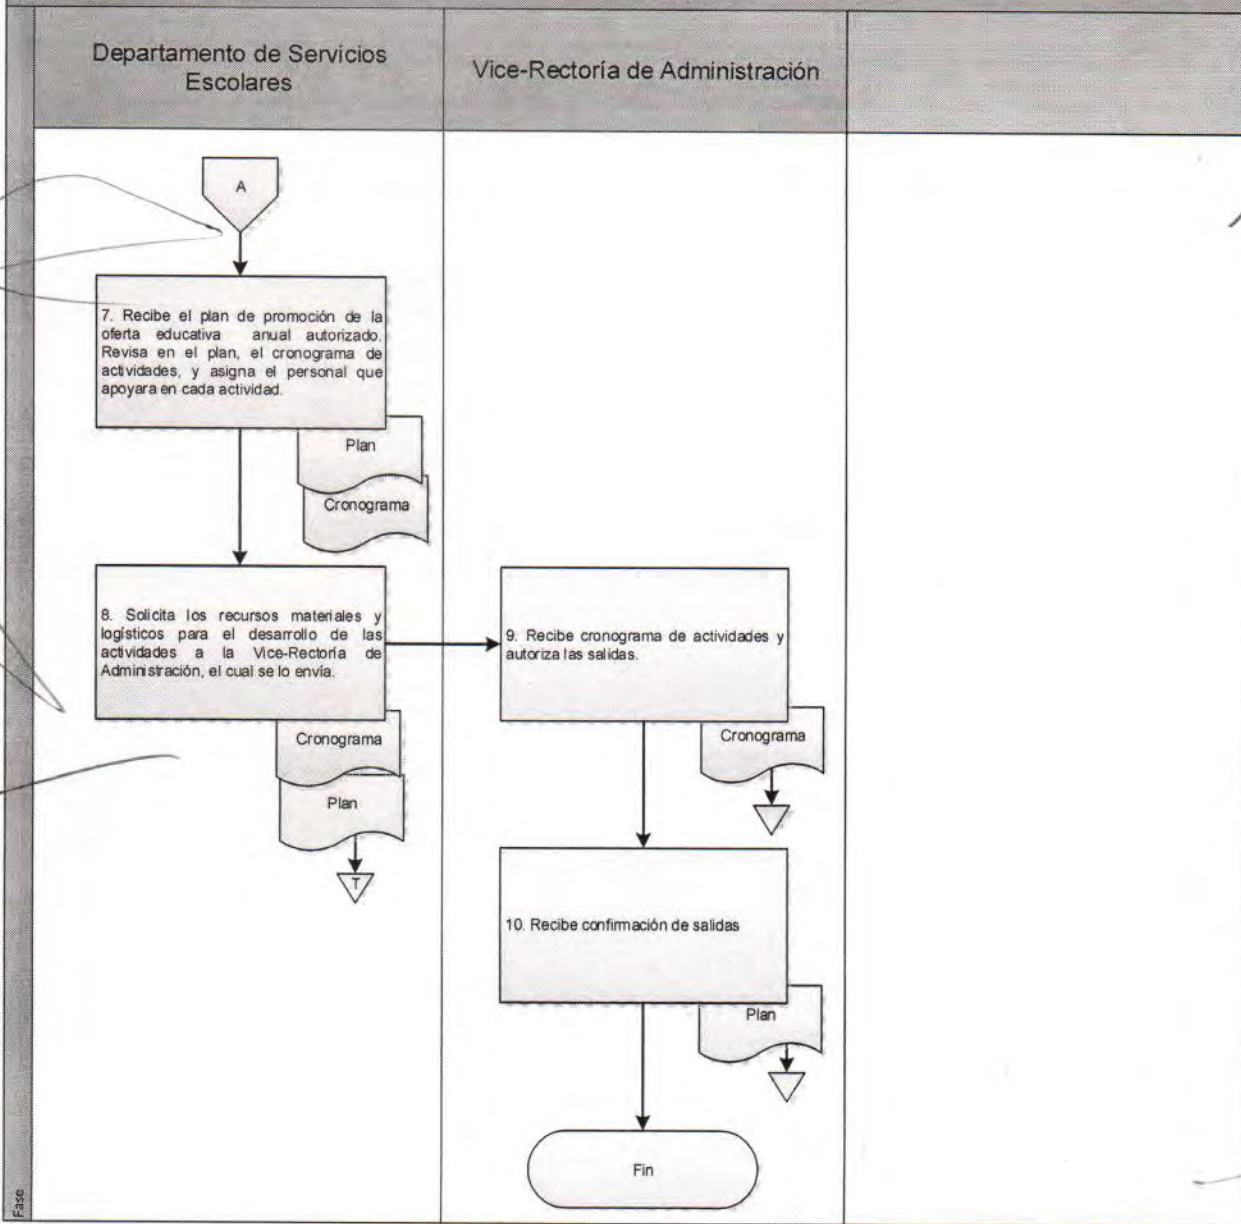 Departamento de Servicios
Escolares
Vice-Rectoría de Administración
A
7. Recibe el plan de promoción de la
oferta educativa anual autorizado.
Revisa en el plan, el cronograma de
actividades, y asigna el personal que
apoyara en cada actividad.
Plan
Cronograma
8. Solicita los recursos materiales y
logísticos para el desarrollo de las
actividades a la Vice-Rectoría de
Administración, el cual se lo envía.
Cronograma
Plan
T
9. Recibe cronograma de actividades y
autoriza las salidas.
Cronograma
10. Recibe confirmación de salidas
Plan
Fin
Fase